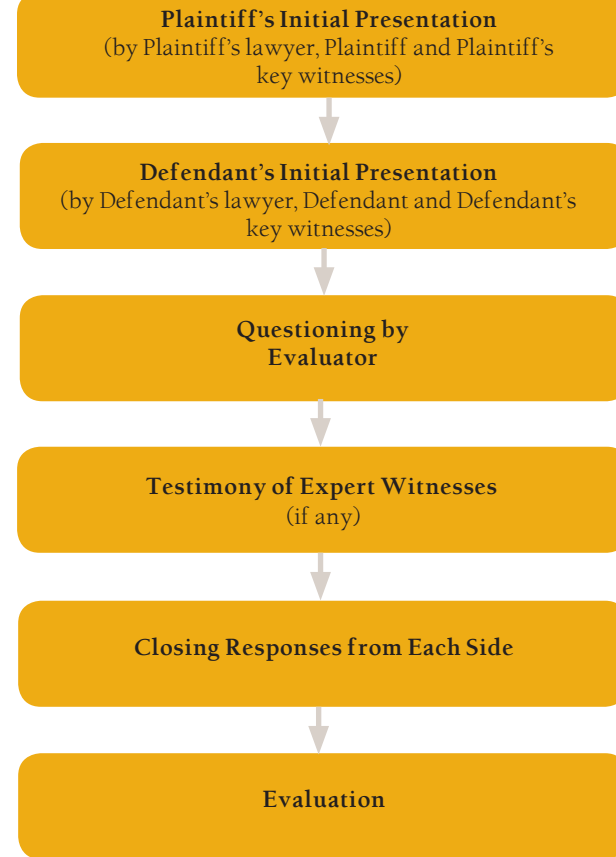 Plaintiff’s Initial Presentation
(by Plaintiff’s lawyer, Plaintiff and Plaintiff’s
key witnesses)
Defendant’s Initial Presentation
(by Defendant’s lawyer, Defendant and Defendant’s
key witnesses)
Questioning by
Evaluator
Testimony of Expert Witnesses
(if any)
Closing Responses from Each Side
Evaluation